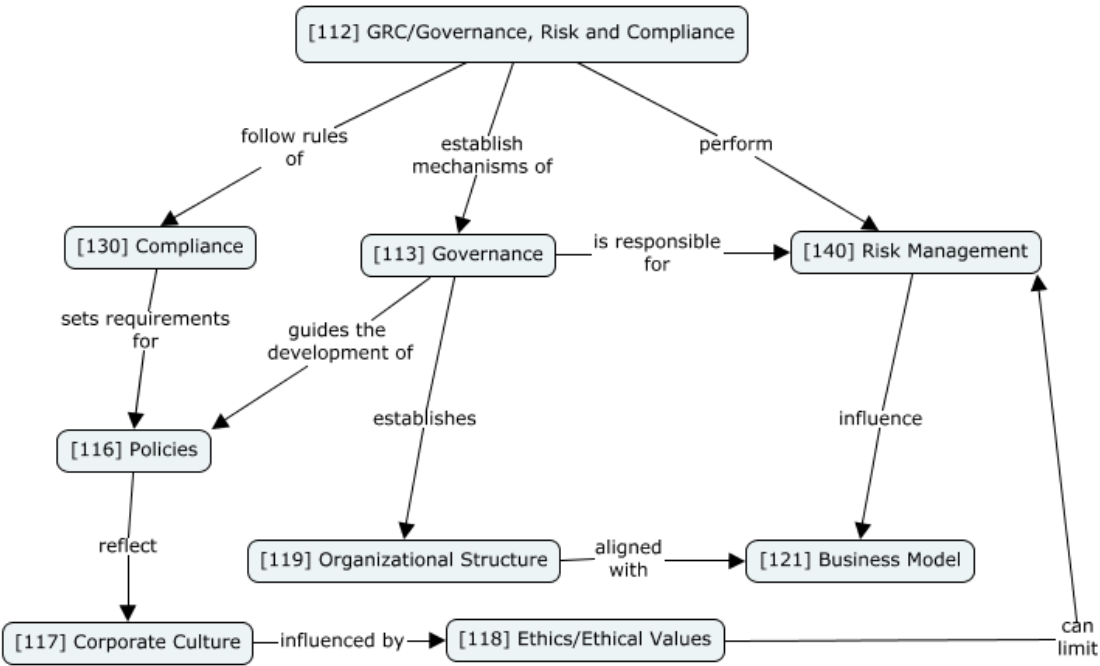 [112] GRC/Governance, Risk and Compliance
follow rules
of
establish
mechanisms of
perform
[130] Compliance
[113] Governance
is responsible
for
[140] Risk Management
sets requirements
for
guides the
development of
establishes
influence
[116] Policies
reflect
[119] Organizational Structure
aligned
with
[121] Business Model
[117] Corporate Culture
influenced by
[118] Ethics/Ethical Values
can
limit